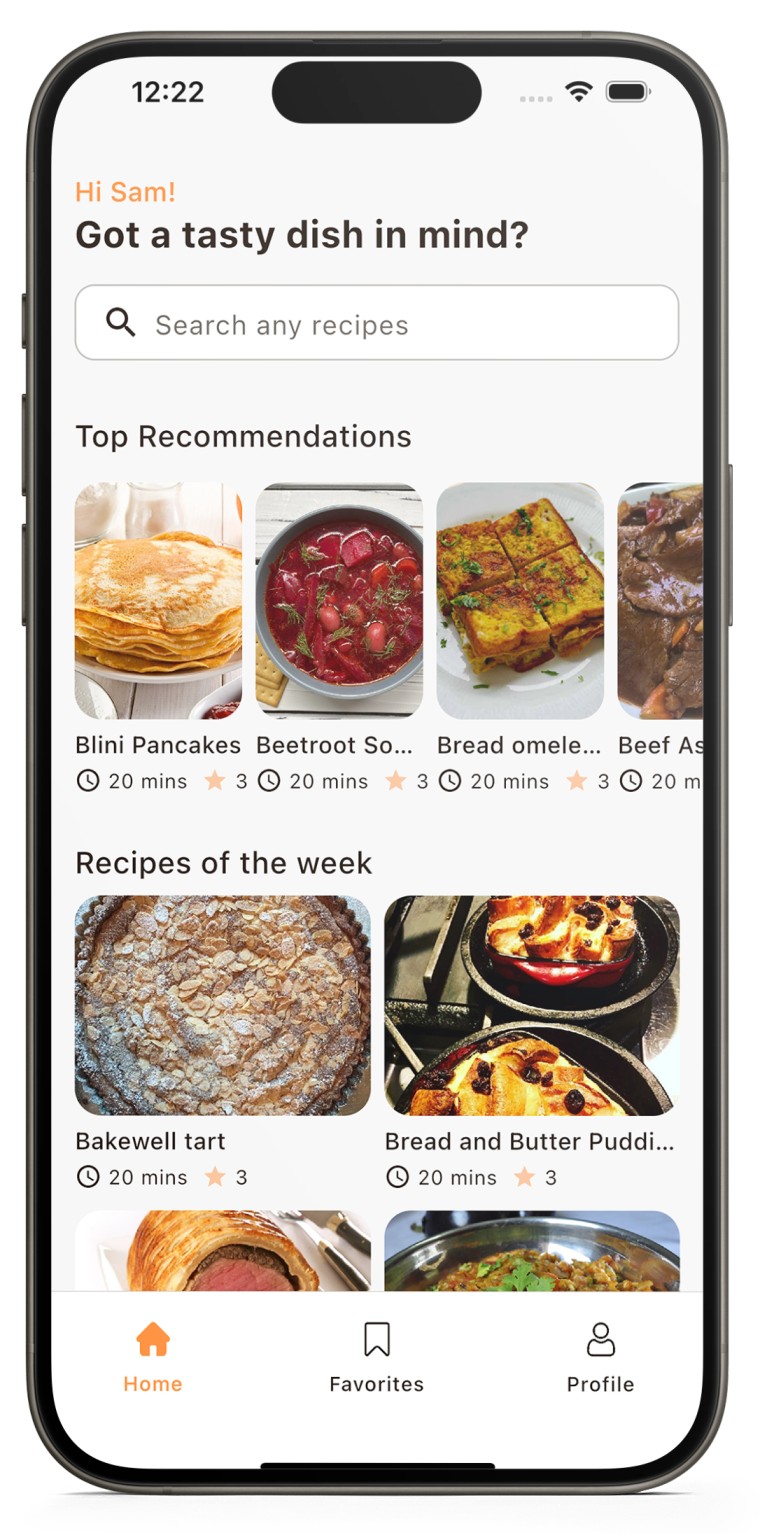 12:22
Hi Sam!
Got a tasty dish in mind?
Search any recipes
Top Recommendations
Blini Pancakes Beetroot So... Bread omele... Beef As
20 mins 3 20 mins 3 20 mins 3 20 m
Recipes of the week
Bakewell tart Bread and Butter Puddi...
20 mins 3 20 mins 3
Home Favorites Profile